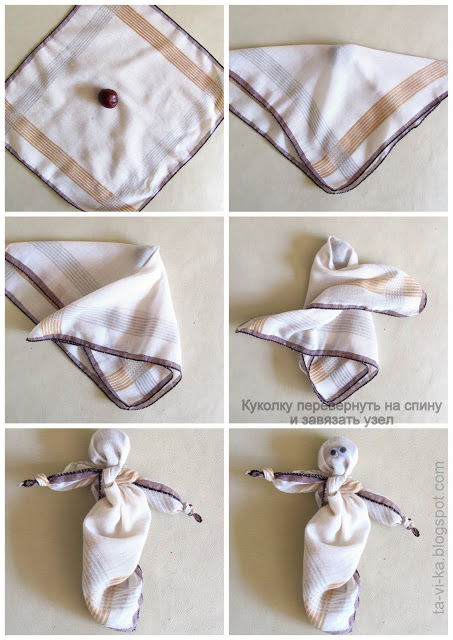 Куколку перевернуть на спину
и завязать узел
ta-vi-ka.blogspot.com